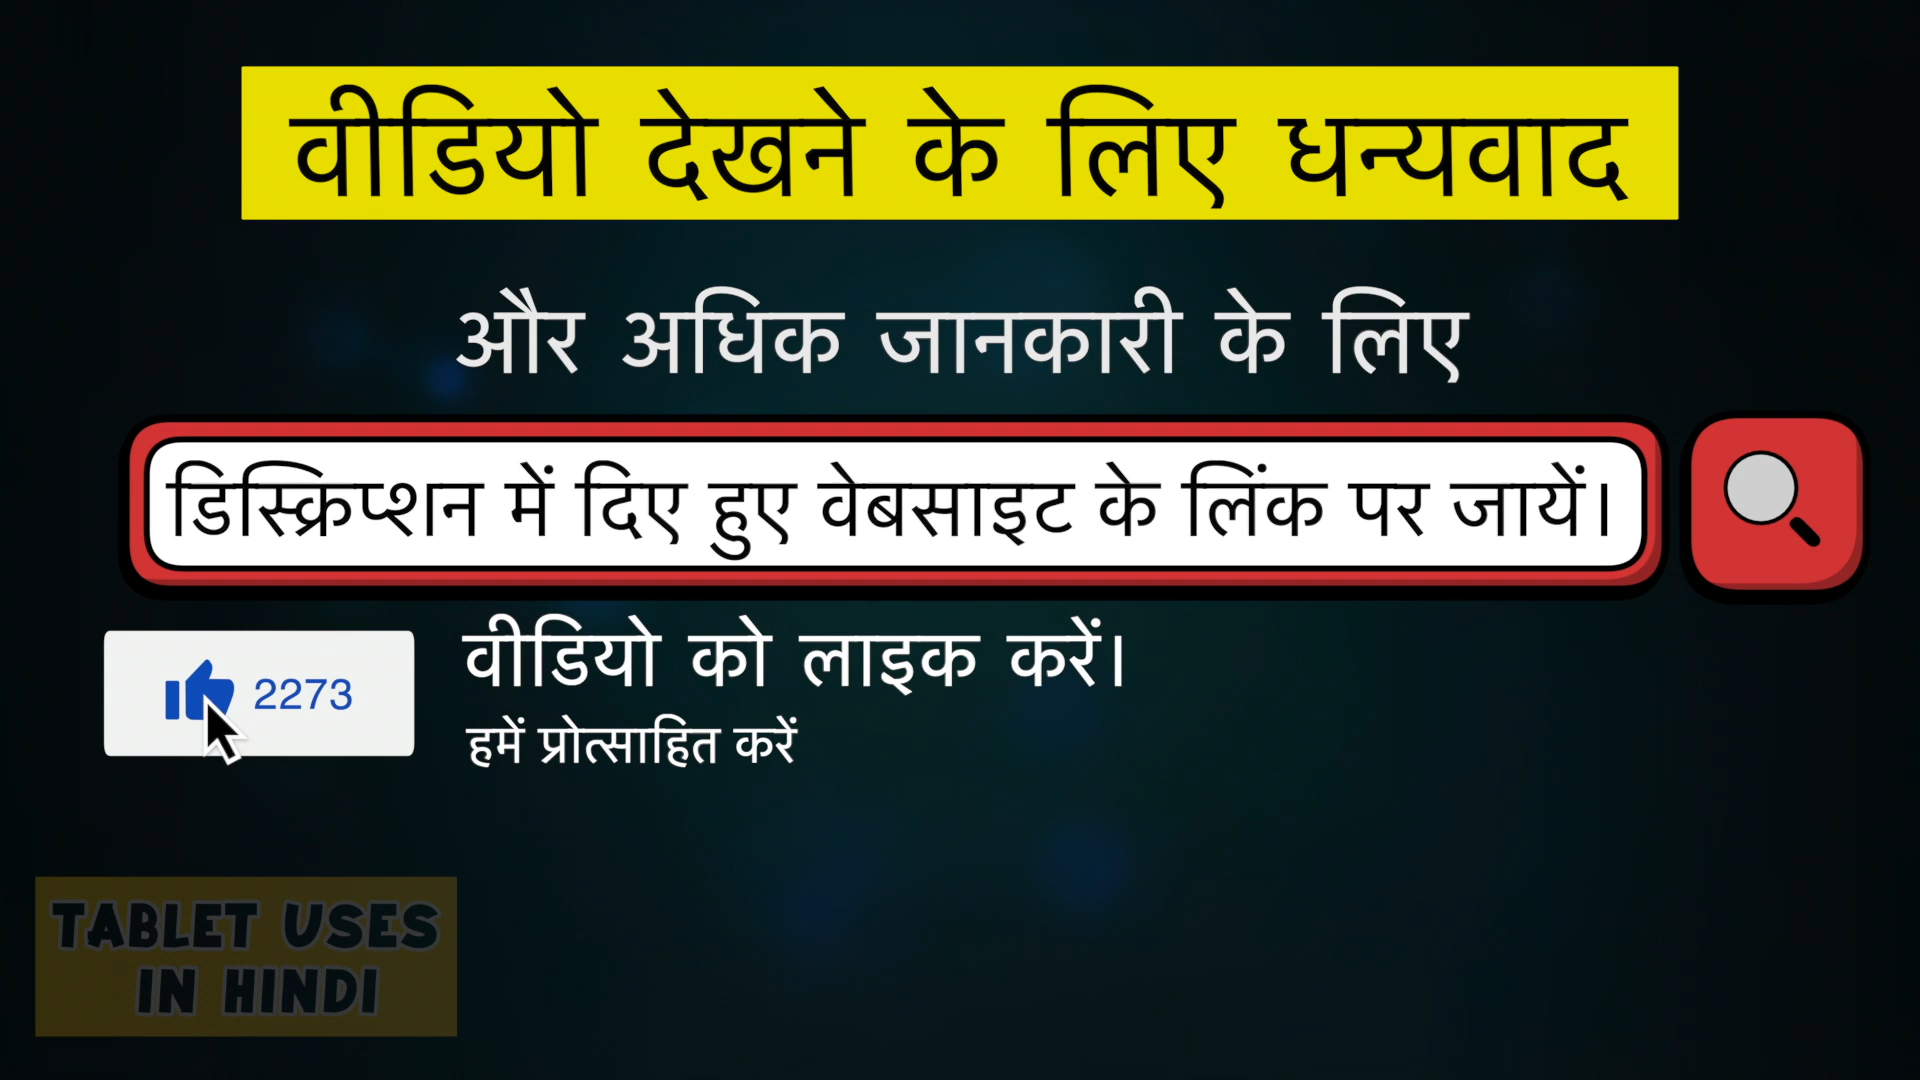 वीडियो देखने के लिए धन्यवाद
और अधिक जानकारी के लिए
डिस्क्रिप्शन में दिए हुए वेबसाइट के लिंक पर जायें।
2273
वीडियो को लाइक करें।
हमें प्रोत्साहित करें
TABLET USES
IN HINDI